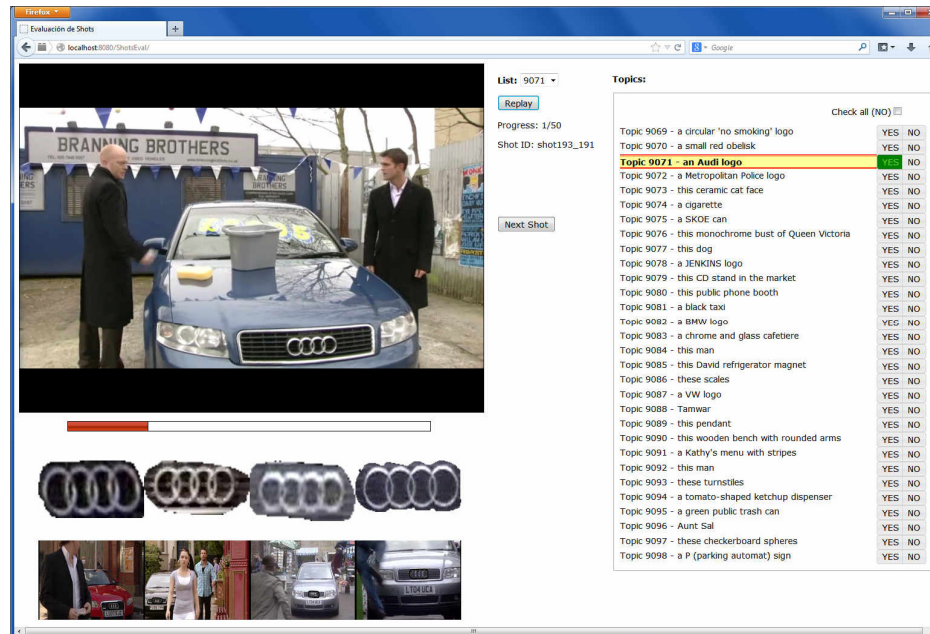 Firefox
Evaluación de Shots
localhost:8080/ShotsEval/
Google
BRANNING BROTHERS
BRANNING
BROTHERS
LT04 UCA
List: 9071
Replay
Progress: 1/50
Shot ID: shot193_191
Next Shot
Topics:
Check all (NO)
Topic 9069 - a circular 'no smoking' logo YES NO
Topic 9070 - a small red obelisk YES NO
Topic 9071 - an Audi logo YES NO
Topic 9072 - a Metropolitan Police logo YES NO
Topic 9073 - this ceramic cat face YES NO
Topic 9074 - a cigarette YES NO
Topic 9075 - a SKOE can YES NO
Topic 9076 - this monochrome bust of Queen Victoria YES NO
Topic 9077 - this dog YES NO
Topic 9078 - a JENKINS logo YES NO
Topic 9079 - this CD stand in the market YES NO
Topic 9080 - this public phone booth YES NO
Topic 9081 - a black taxi YES NO
Topic 9082 - a BMW logo YES NO
Topic 9083 - a chrome and glass cafetiere YES NO
Topic 9084 - this man YES NO
Topic 9085 - this David refrigerator magnet YES NO
Topic 9086 - these scales YES NO
Topic 9087 - a VW logo YES NO
Topic 9088 - Tamwar YES NO
Topic 9089 - this pendant YES NO
Topic 9090 - this wooden bench with rounded arms YES NO
Topic 9091 - a Kathy's menu with stripes YES NO
Topic 9092 - this man YES NO
Topic 9093 - these turnstiles YES NO
Topic 9094 - a tomato-shaped ketchup dispenser YES NO
Topic 9095 - a green public trash can YES NO
Topic 9096 - Aunt Sal YES NO
Topic 9097 - these checkerboard spheres YES NO
Topic 9098 - a P (parking automat) sign YES NO